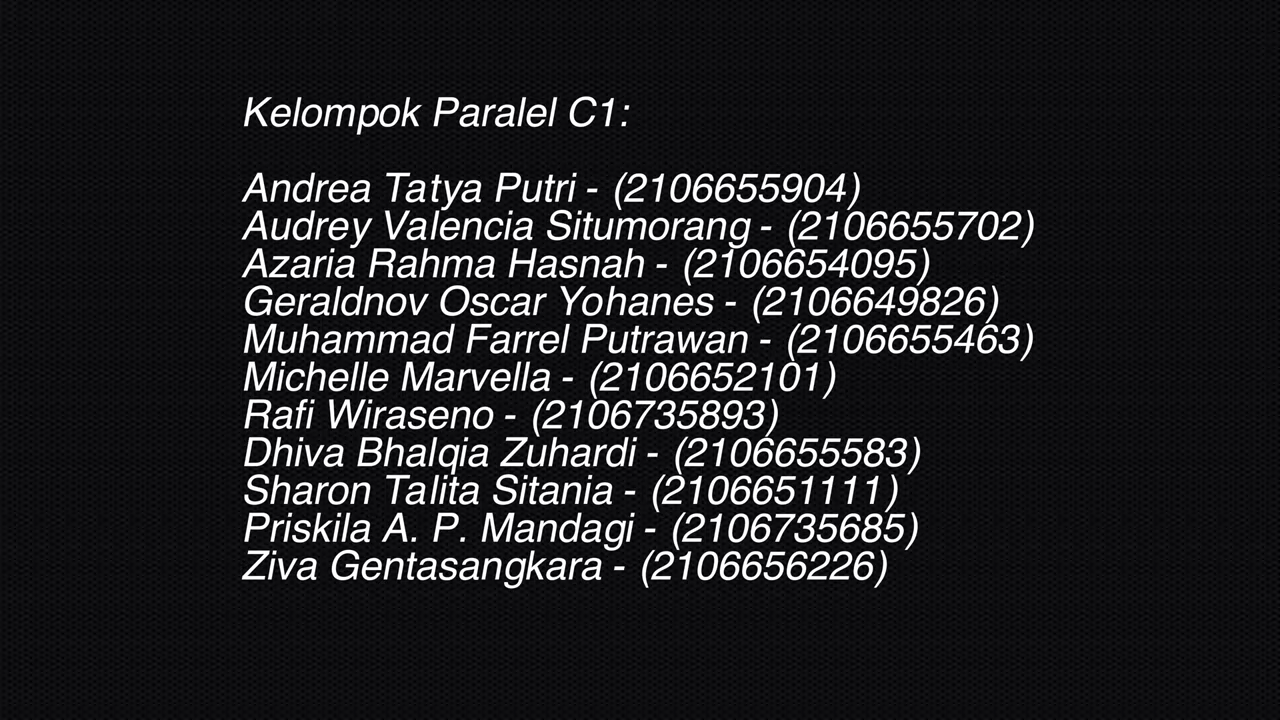 Kelompok Paralel C1:
Andrea Tatya Putri - (2106655904)
Audrey Valencia Situmorang - (2106655702)
Azaria Rahma Hasnah - (2106654095)
Geraldnov Oscar Yohanes - (2106649826)
Muhammad Farrel Putrawan - (2106655463)
Michelle Marvella - (2106652101)
Rafi Wiraseno - (2106735893)
Dhiva Bhalqia Zuhardi - (2106655583)
Sharon Talita Sitania - (2106651111)
Priskila A. P. Mandagi - (2106735685)
Ziva Gentasangkara - (2106656226)